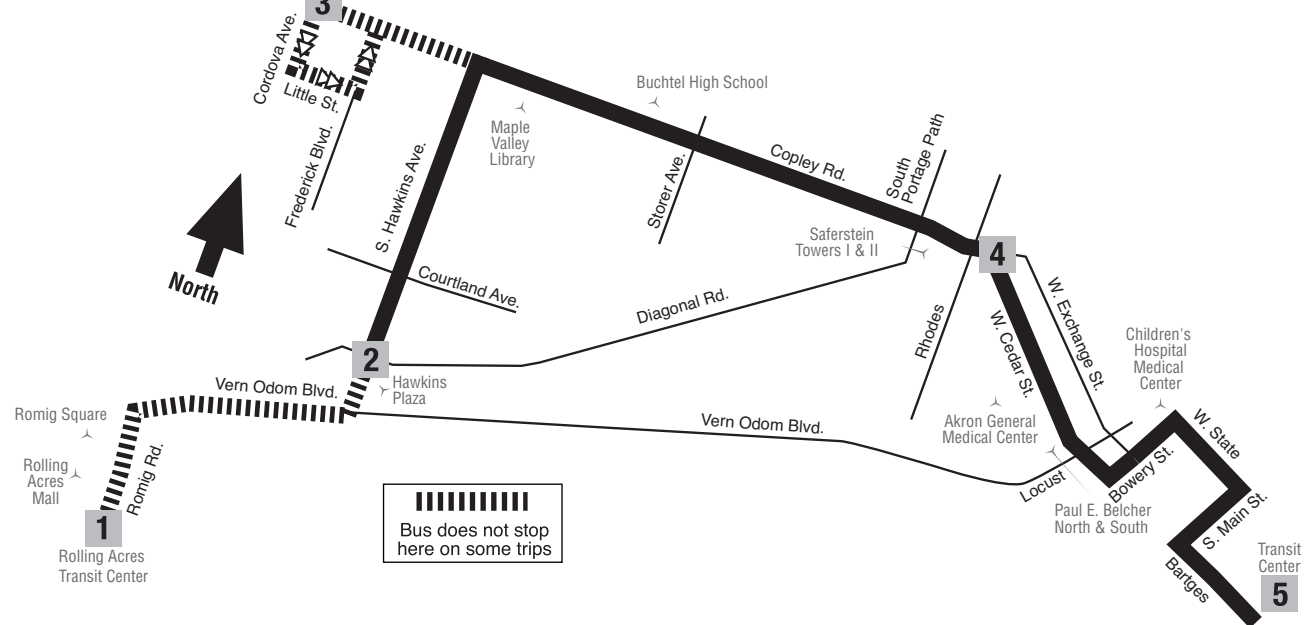 3
Cordova Ave.
Little St.
Frederick Blvd.
S. Hawkins Ave.
Maple
Valley
Library
Buchtel High School
Storer Ave.
Copley Rd.
South
Portage Path
Saferstein
Towers I & II
4
North
Courtland Ave.
Diagonal Rd.
Rhodes
W. Cedar St.
W. Exchange St.
Children's
Hospital
Medical
Center
2
Hawkins
Plaza
Vern Odom Blvd.
Romig Square
Rolling
Acres
Mall
Romig Rd.
1
Rolling Acres
Transit Center
Vern Odom Blvd.
Akron General
Medical Center
Locust
Bowery St.
W. State
S. Main St.
Paul E. Belcher
North & South
Bartges
Transit
Center
5
Bus does not stop
here on some trips